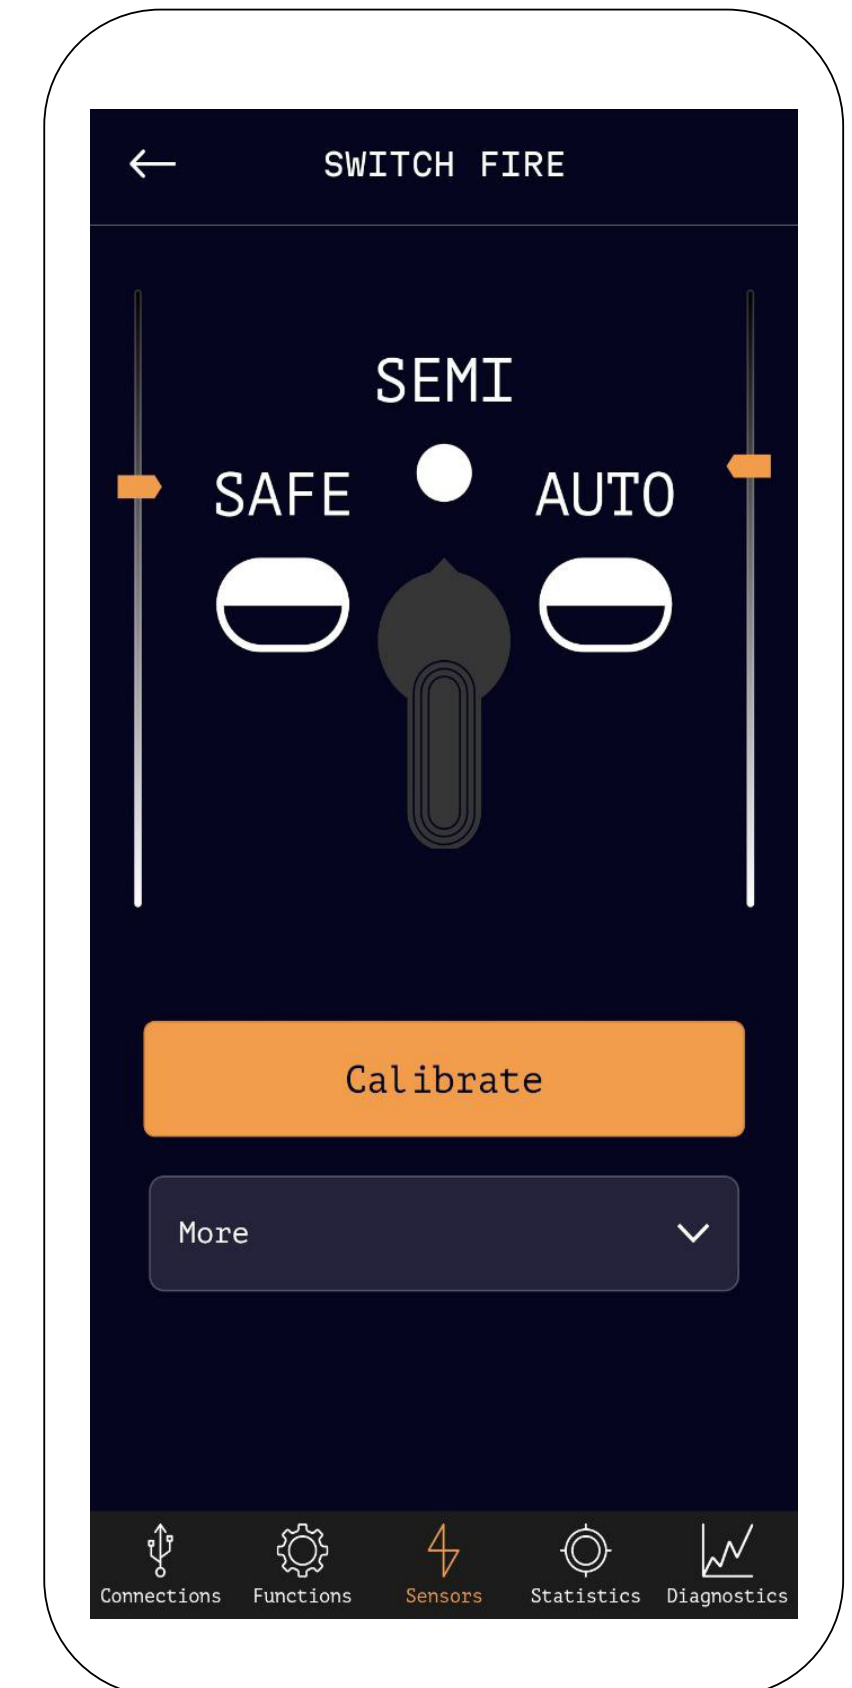 SWITCH FIRE
SEMI
SAFE
AUTO
Calibrate
More
Connections
Functions
Sensors
Statistics
Diagnostics